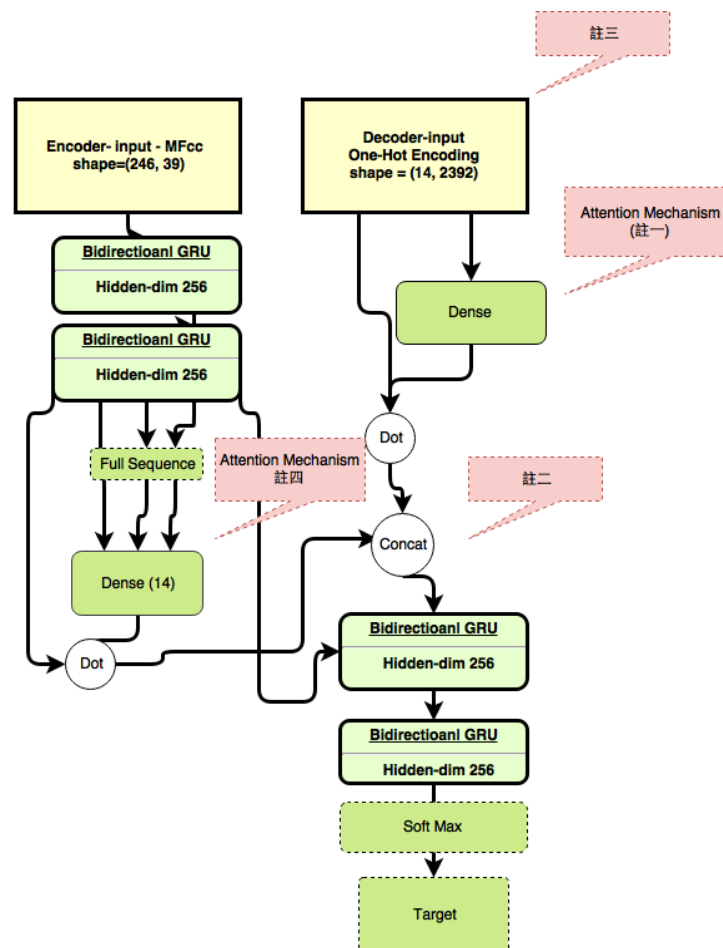 註三
Encoder- input - MFcc
shape=(246, 39)
Decoder-input
One-Hot Encoding
shape = (14, 2392)
Attention Mechanism
(註一)
Bidirectioanl GRU
Hidden-dim 256
Dense
Bidirectioanl GRU
Hidden-dim 256
Dot
Full Sequence
Attention Mechanism
註四
註二
Concat
Dense (14)
Bidirectioanl GRU
Hidden-dim 256
Dot
Bidirectioanl GRU
Hidden-dim 256
Soft Max
Target